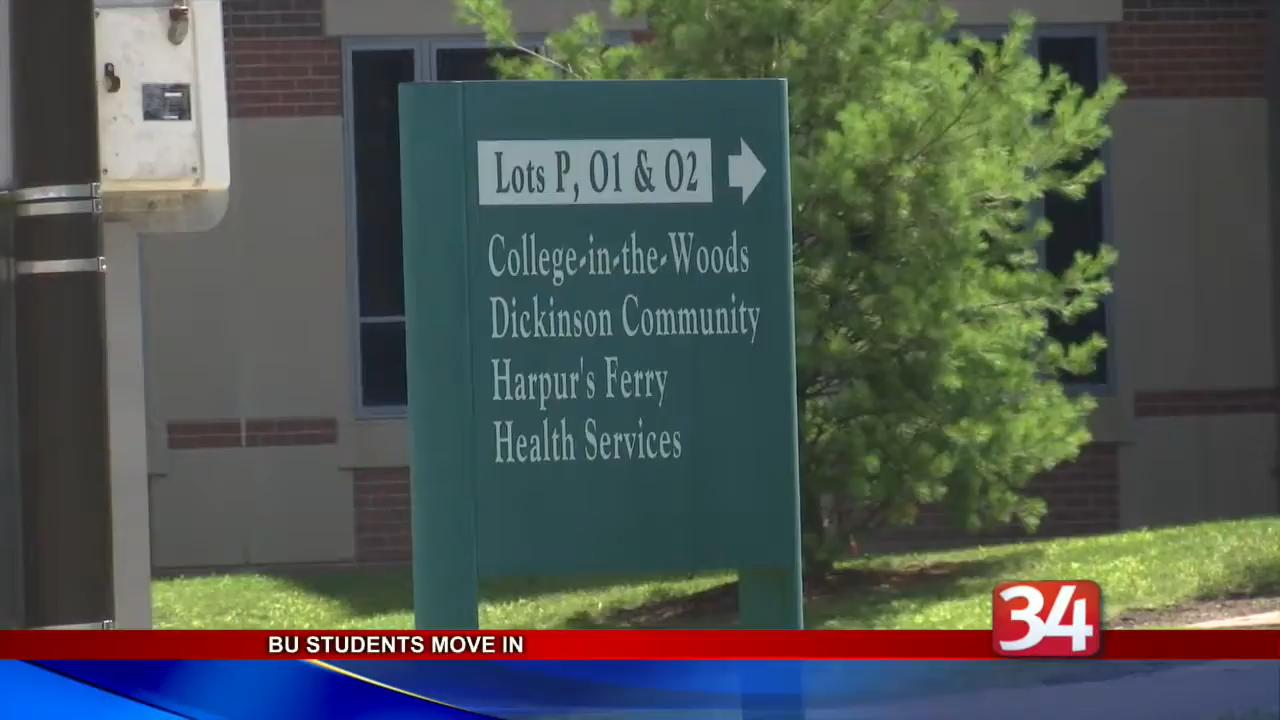 Lots P, O1 & O2
College-in-the-Woods
Dickinson Community
Harpur's Ferry
Health Services
BU STUDENTS MOVE IN
34